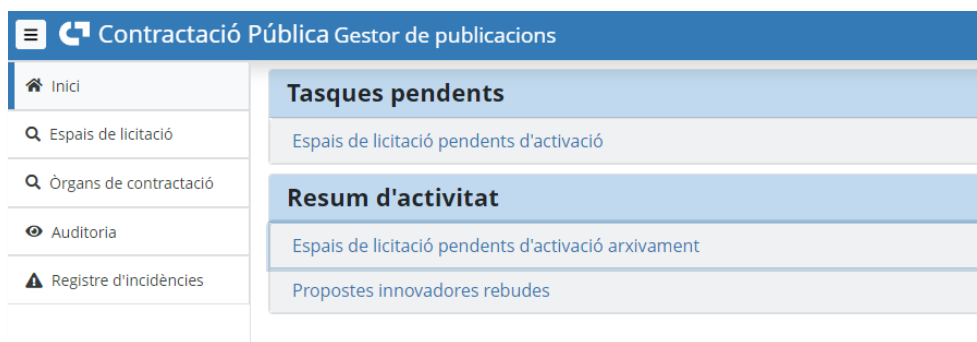 Contractació Pública Gestor de publicacions
Inici
Espais de licitació
Òrgans de contractació
Auditoria
Registre d'incidències
Tasques pendents
Espais de licitació pendents d'activació
Resum d'activitat
Espais de licitació pendents d'activació arxivament
Propostes innovadores rebudes